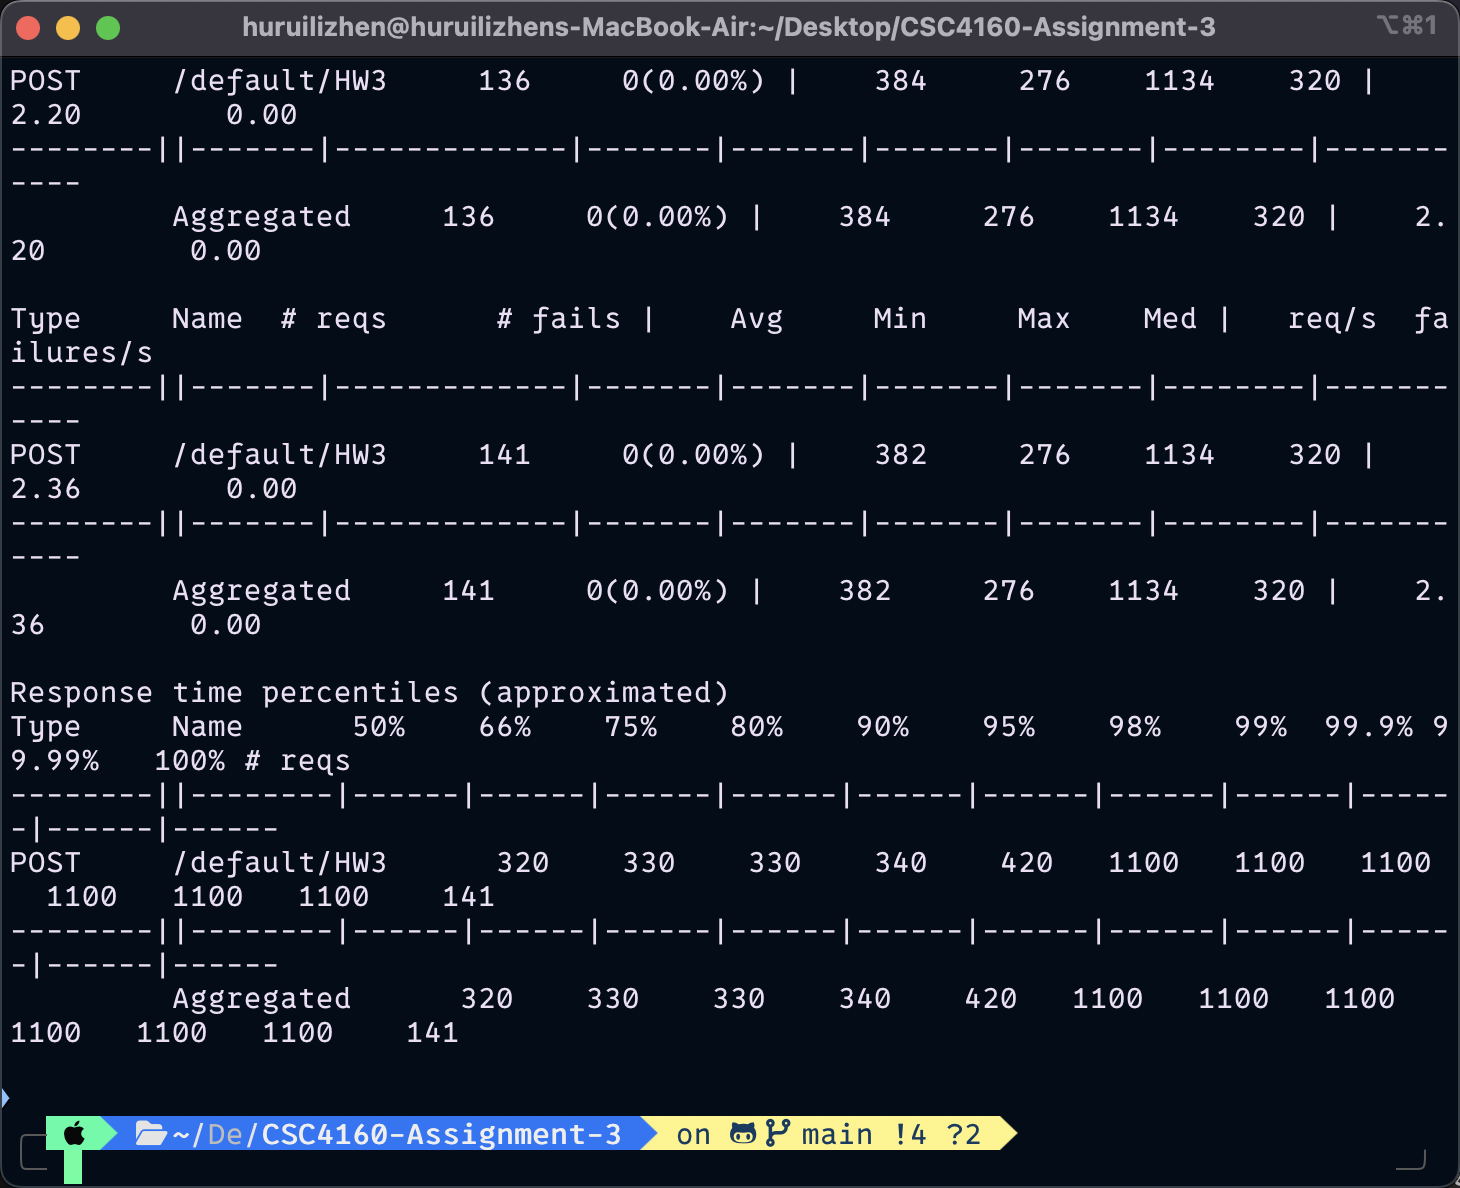 huruilizhen@huruilizhens-MacBook-Air:~/Desktop/CSC4160-Assignment-3 ⌥⌘1
POST     /default/HW3     136     0(0.00%) |    384     276    1134    320 |
2.20        0.00
--------||-------|-------------|-------|-------|-------|-------|--------|-------
----
         Aggregated     136     0(0.00%) |    384     276    1134    320 |    2.
20        0.00
Type     Name  # reqs      # fails |    Avg     Min     Max    Med |   req/s  fa
ilures/s
--------||-------|-------------|-------|-------|-------|-------|--------|-------
----
POST     /default/HW3     141     0(0.00%) |    382     276    1134    320 |
2.36        0.00
--------||-------|-------------|-------|-------|-------|-------|--------|-------
----
         Aggregated     141     0(0.00%) |    382     276    1134    320 |    2.
36        0.00
Response time percentiles (approximated)
Type     Name      50%    66%    75%    80%    90%    95%    98%    99%  99.9% 9
9.99%   100% # reqs
--------||--------|------|------|------|------|------|------|------|------|-----
-|------|------
POST     /default/HW3      320    330    330    340    420   1100   1100   1100
  1100   1100   1100    141
--------||--------|------|------|------|------|------|------|------|------|-----
-|------|------
         Aggregated      320    330    330    340    420   1100   1100   1100
1100   1100   1100    141
~/De/CSC4160-Assignment-3 on main !4 ?2